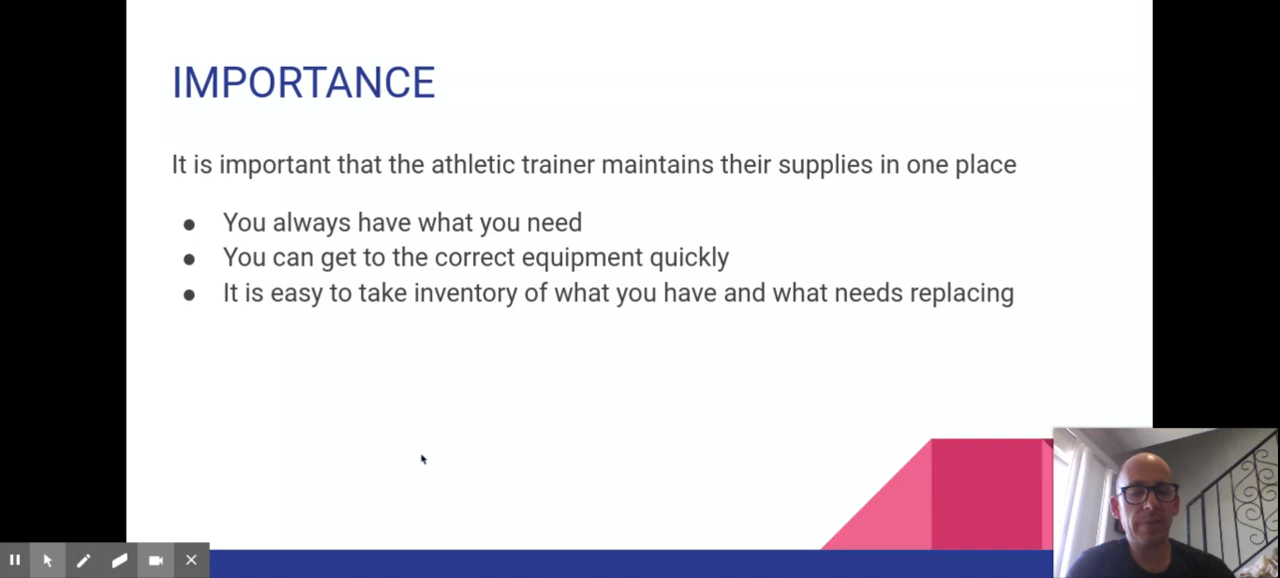 IMPORTANCE
It is important that the athletic trainer maintains their supplies in one place
● You always have what you need
● You can get to the correct equipment quickly
● It is easy to take inventory of what you have and what needs replacing